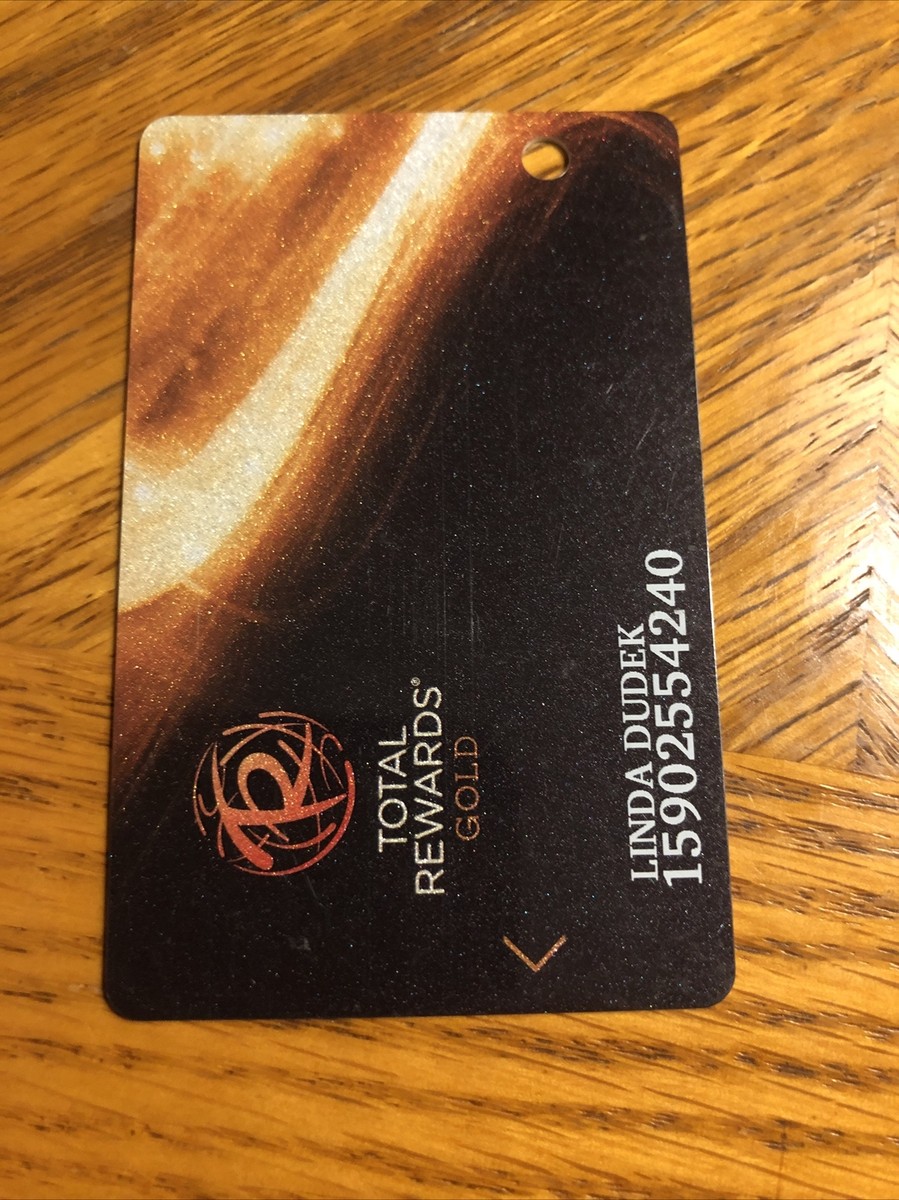 TOTAL
REWARDS®
GOLD
LINDA DUDEK
15902554240